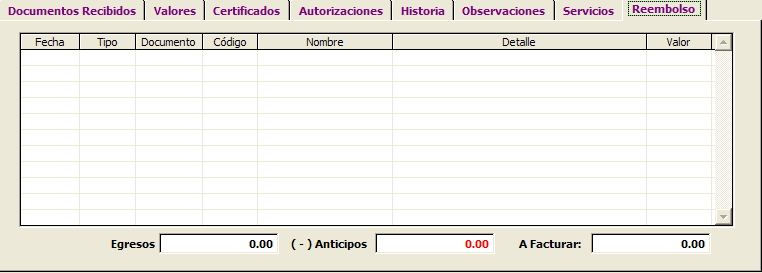 Documentos Recibidos Valores Certificados Autorizaciones Historia Observaciones Servicios Reembolso
Fecha Tipo Documento Código Nombre Detalle Valor
Egresos 0.00 ( - ) Anticipos 0.00 A Facturar: 0.00